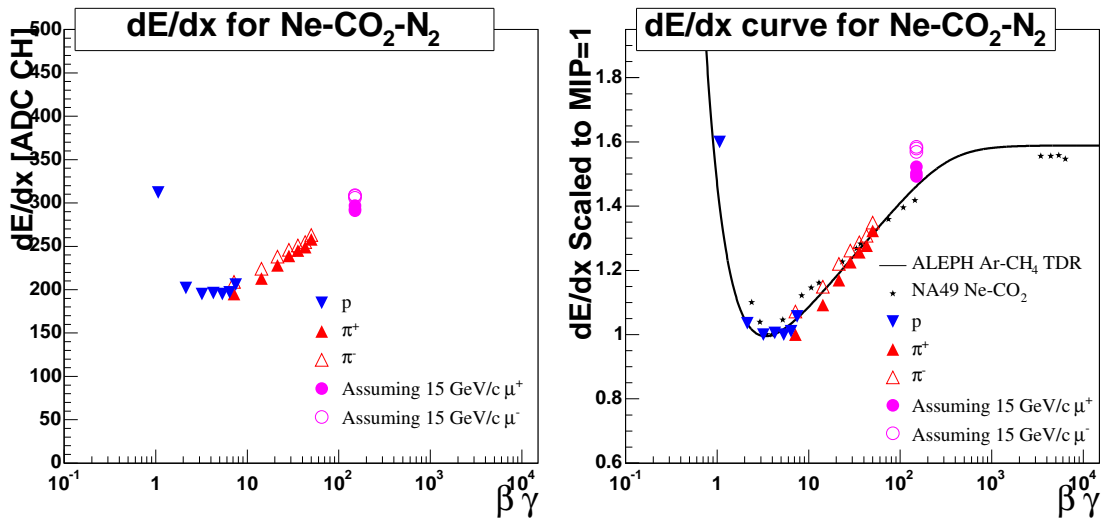 dE/dx for Ne-CO₂-N₂
dE/dx [ADC CH]
500
450
400
350
300
250
200
150
100
50
0
p
π⁺
π⁻
Assuming 15 GeV/c μ⁺
Assuming 15 GeV/c μ⁻
10⁻¹ 1 10 10² 10³ 10⁴
βγ
dE/dx curve for Ne-CO₂-N₂
dE/dx Scaled to MIP=1
1.8
1.6
1.4
1.2
1
0.8
0.6
ALEPH Ar-CH₄ TDR
NA49 Ne-CO₂
p
π⁺
π⁻
Assuming 15 GeV/c μ⁺
Assuming 15 GeV/c μ⁻
10⁻¹ 1 10 10² 10³ 10⁴
βγ